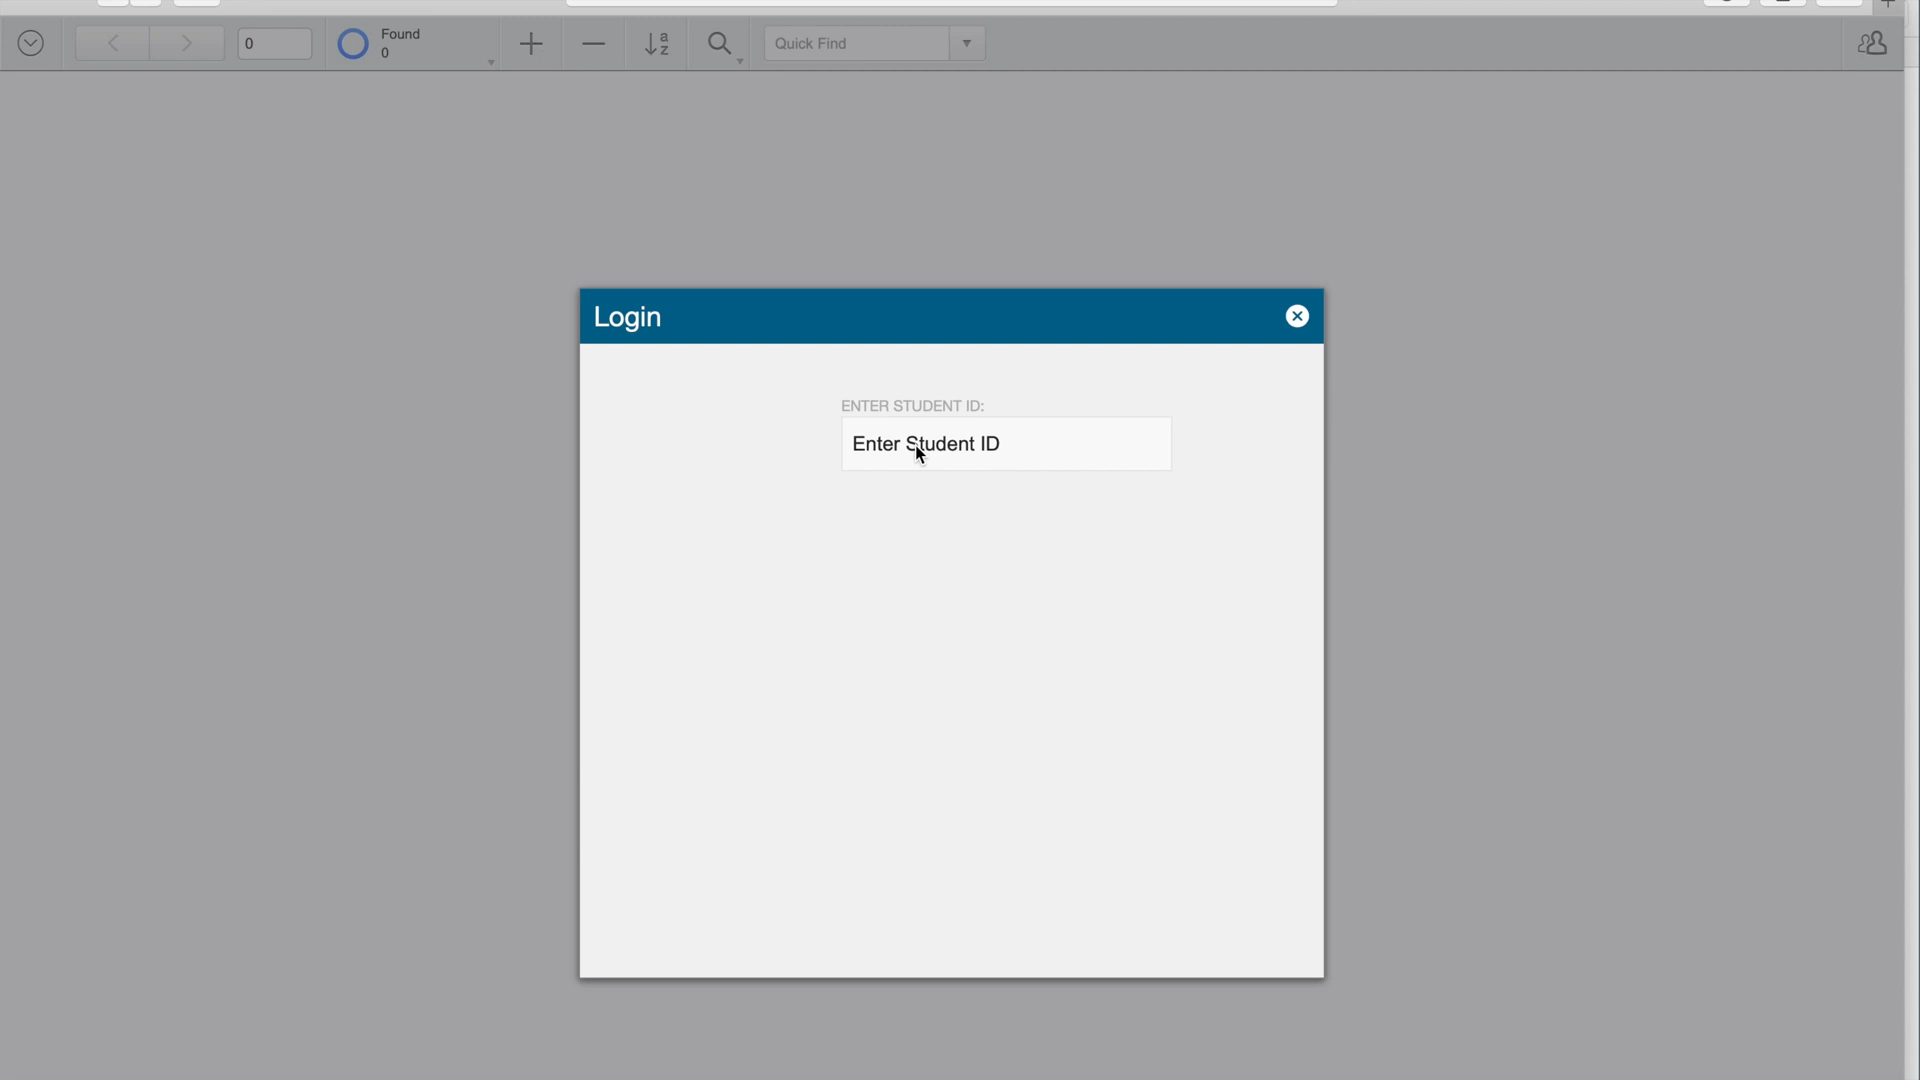 0
Found
0
a
z
Quick Find
Login
ENTER STUDENT ID:
Enter Student ID